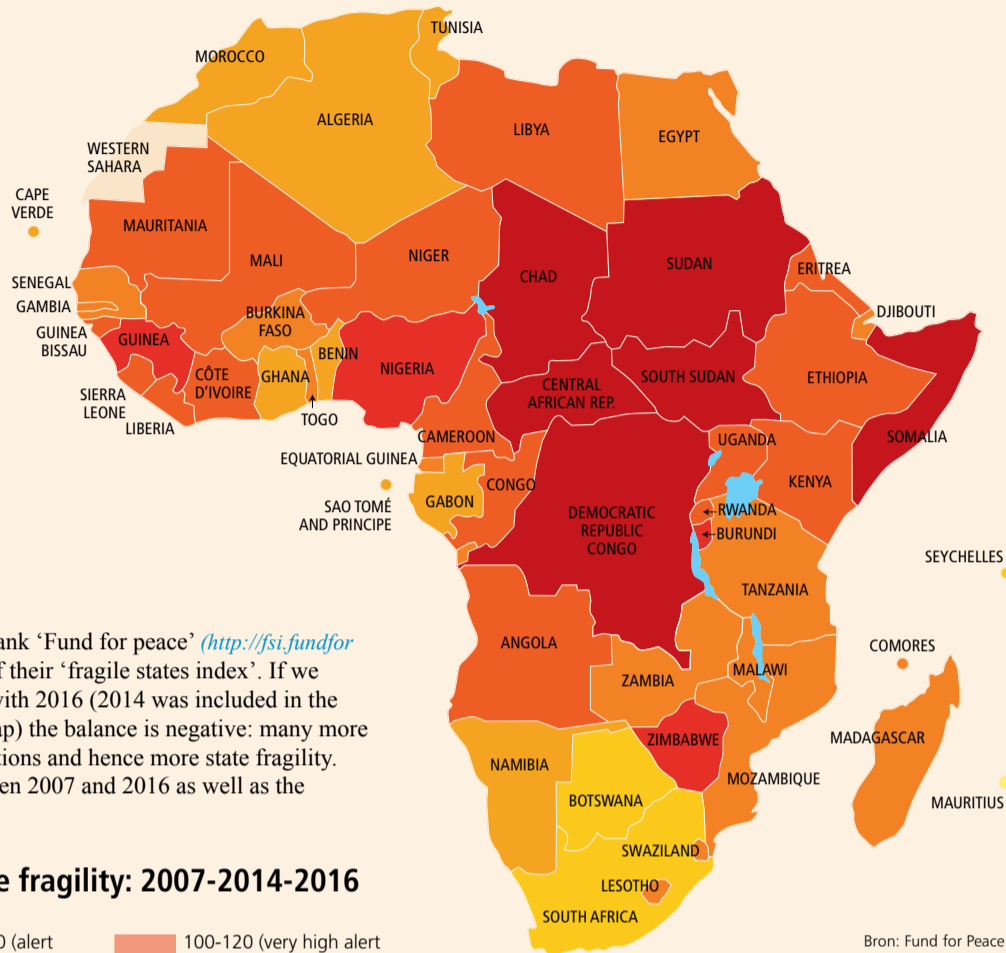 TUNISIA
MOROCCO
ALGERIA
LIBYA
EGYPT
WESTERN
SAHARA
CAPE
VERDE
MAURITANIA
MALI
NIGER
CHAD
SUDAN
ERITREA
SENEGAL
GAMBIA
DJIBOUTI
GUINEA
BISSAU
GUINEA
BURKINA
FASO
BENIN
NIGERIA
CÔTE
D'IVOIRE
GHANA
CENTRAL
AFRICAN REP.
SOUTH SUDAN
ETHIOPIA
SIERRA
LEONE
LIBERIA
TOGO
CAMEROON
UGANDA
SOMALIA
EQUATORIAL GUINEA
CONGO
KENYA
GABON
SAO TOMÉ
AND PRINCIPE
DEMOCRATIC
REPUBLIC
CONGO
RWANDA
BURUNDI
SEYCHELLES
TANZANIA
ank ‘Fund for peace’ (http://fsi.fundfor
f their ‘fragile states index’. If we
with 2016 (2014 was included in the
ap) the balance is negative: many more
tions and hence more state fragility.
en 2007 and 2016 as well as the
ANGOLA
COMORES
ZAMBIA
MALAWI
ZIMBABWE
MADAGASCAR
NAMIBIA
MOZAMBIQUE
BOTSWANA
MAURITIUS
SWAZILAND
LESOTHO
SOUTH AFRICA
e fragility: 2007-2014-2016
0 (alert
100-120 (very high alert
Bron: Fund for Peace